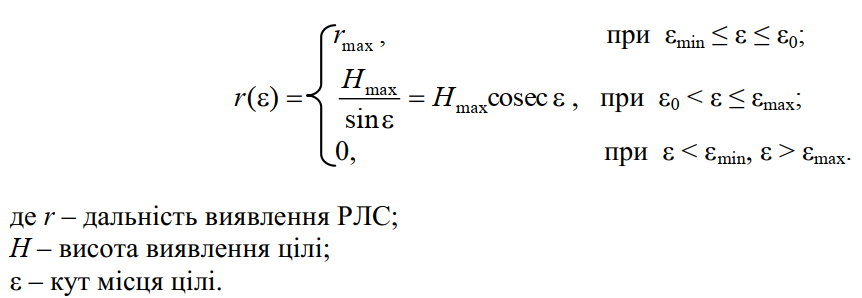 r_max , при ε_min ≤ ε ≤ ε_0;
r(ε) = { H_max / sin ε = H_max cosec ε , при ε_0 < ε ≤ ε_max;
0, при ε < ε_min, ε > ε_max.
де r – дальність виявлення РЛС;
H – висота виявлення цілі;
ε – кут місця цілі.